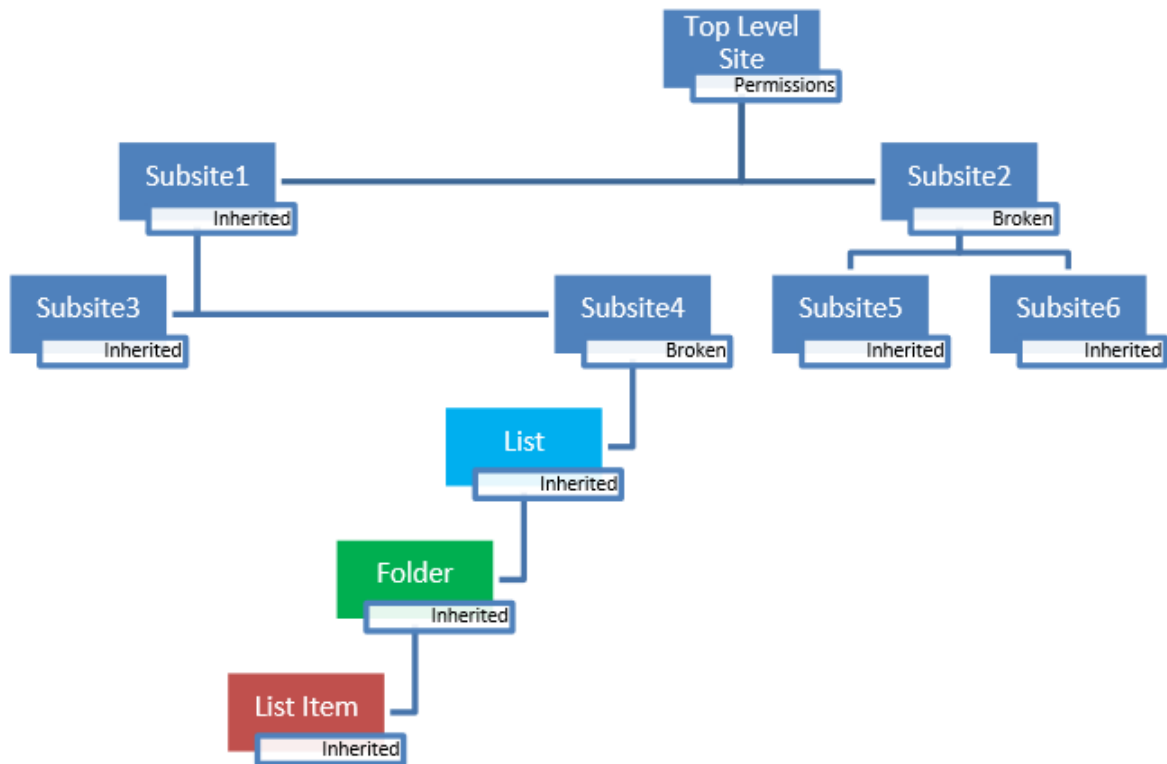 Top Level
Site
Permissions
Subsite1
Inherited
Subsite2
Broken
Subsite3
Inherited
Subsite4
Broken
Subsite5
Inherited
Subsite6
Inherited
List
Inherited
Folder
Inherited
List Item
Inherited